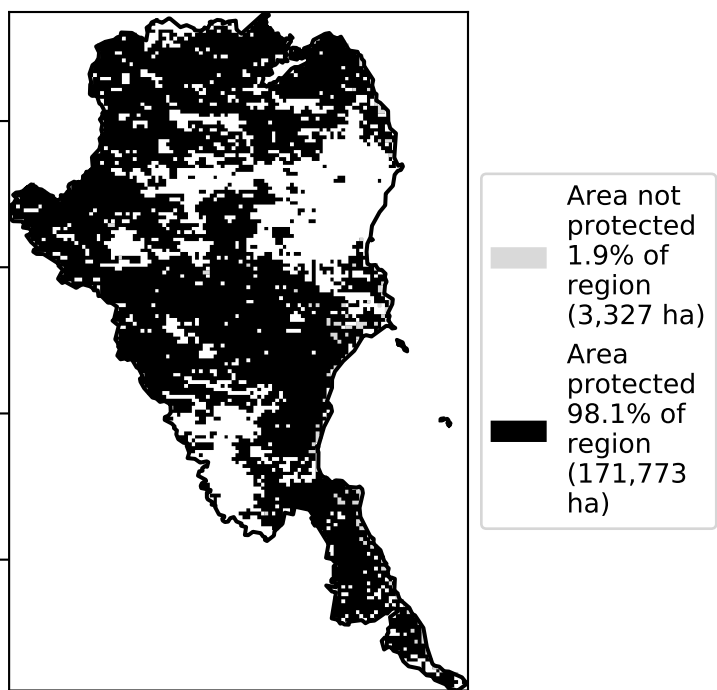 Area not
protected
1.9% of
region
(3,327 ha)
Area
protected
98.1% of
region
(171,773
ha)